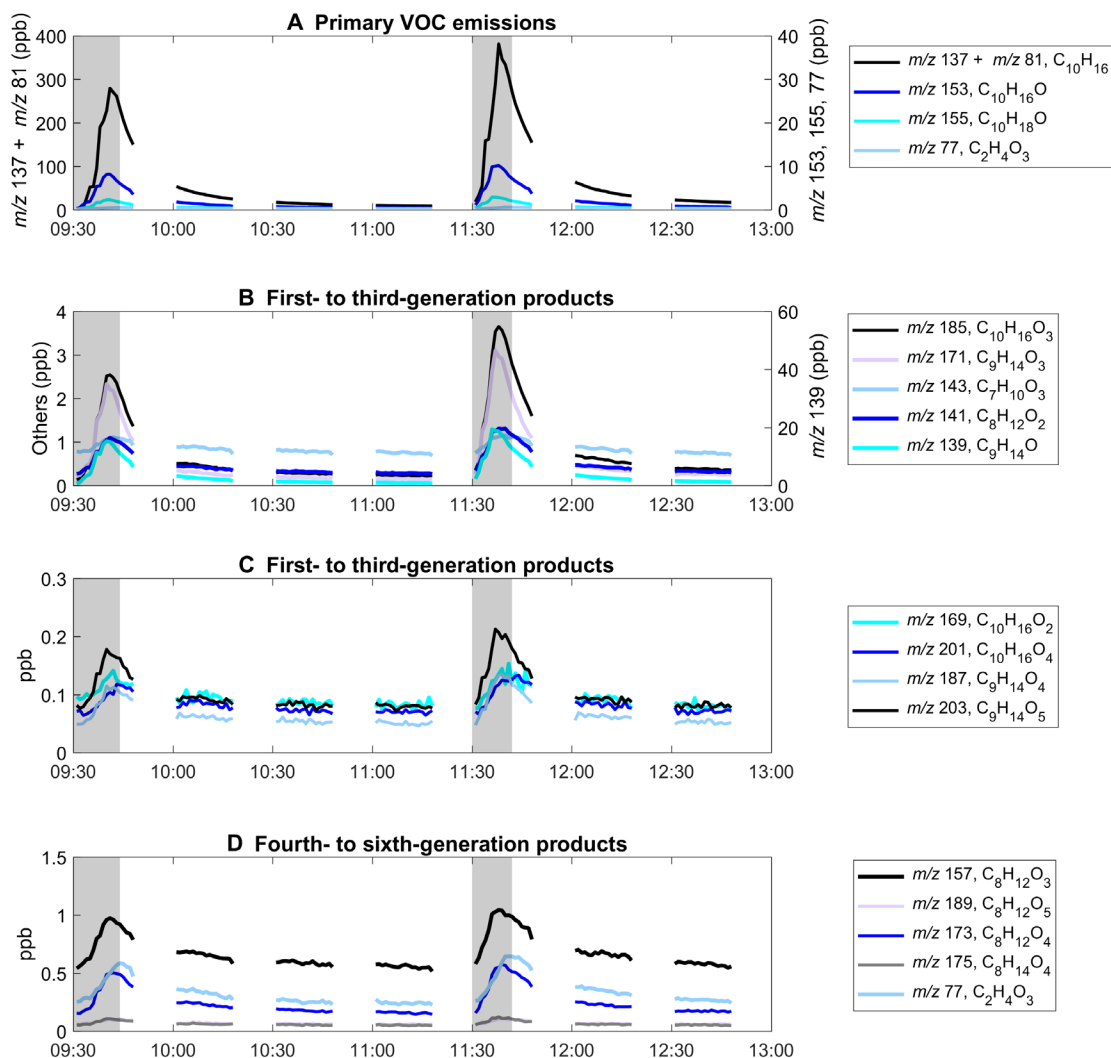 A Primary VOC emissions
m/z 137 + m/z 81 (ppb)
400
300
200
100
0
40
30
20
10
0
m/z 153, 155, 77 (ppb)
09:30 10:00 10:30 11:00 11:30 12:00 12:30 13:00
m/z 137 + m/z 81, C10H16
m/z 153, C10H16O
m/z 155, C10H18O
m/z 77, C2H4O3
B First- to third-generation products
Others (ppb)
4
3
2
1
0
60
40
20
0
m/z 139 (ppb)
09:30 10:00 10:30 11:00 11:30 12:00 12:30 13:00
m/z 185, C10H16O3
m/z 171, C9H14O3
m/z 143, C7H10O3
m/z 141, C8H12O2
m/z 139, C9H14O
C First- to third-generation products
ppb
0.3
0.2
0.1
0
09:30 10:00 10:30 11:00 11:30 12:00 12:30 13:00
m/z 169, C10H16O2
m/z 201, C10H16O4
m/z 187, C9H14O4
m/z 203, C9H14O5
D Fourth- to sixth-generation products
ppb
1.5
1
0.5
0
09:30 10:00 10:30 11:00 11:30 12:00 12:30 13:00
m/z 157, C8H12O3
m/z 189, C8H12O5
m/z 173, C8H12O4
m/z 175, C8H14O4
m/z 77, C2H4O3